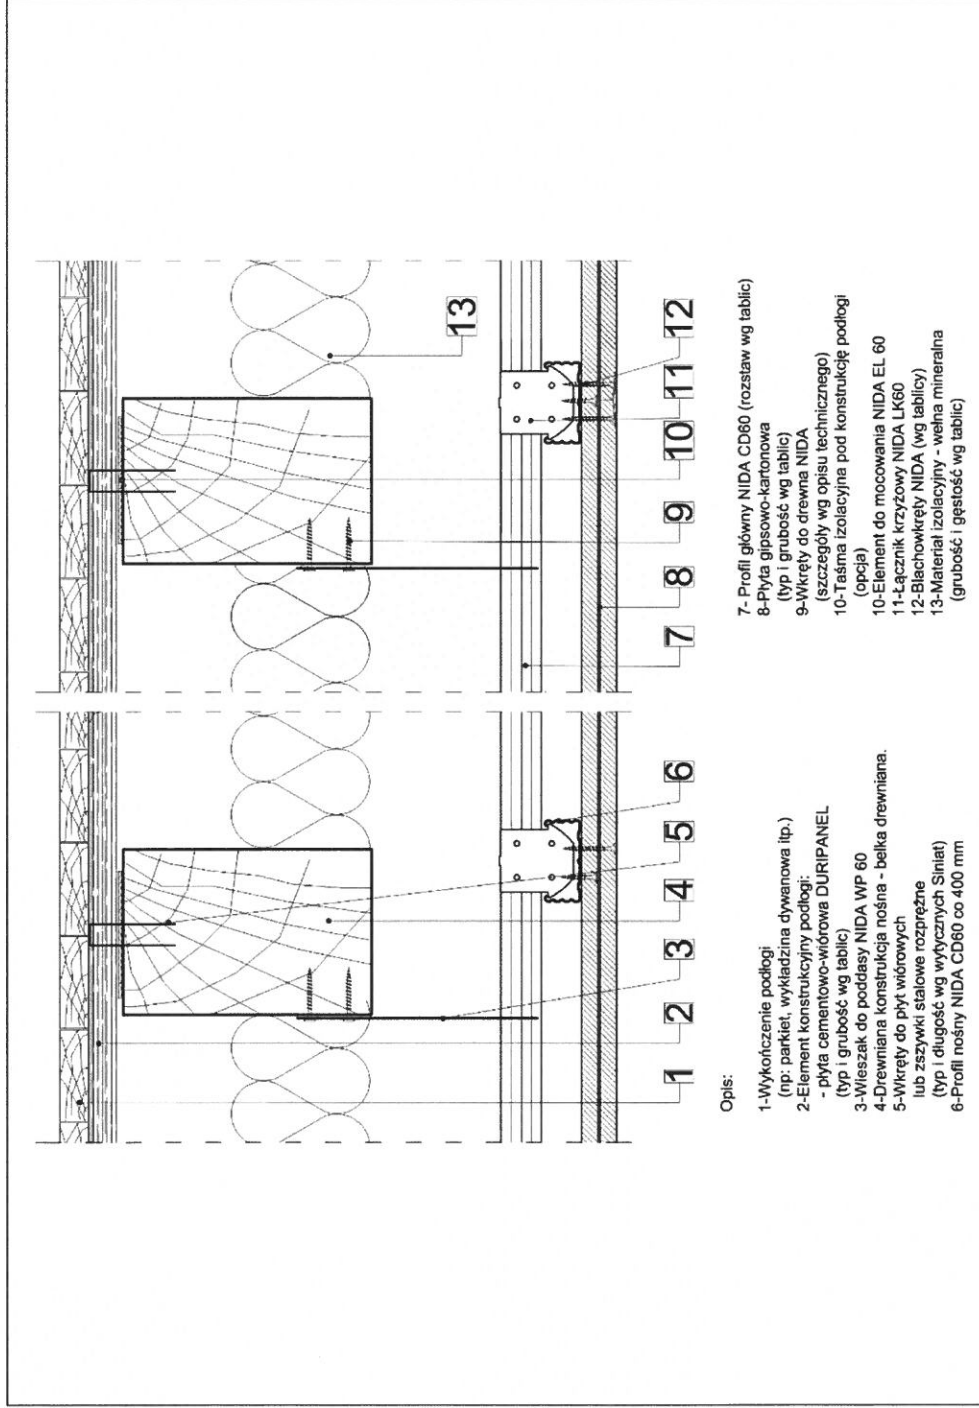 13
1
2
3
4
5
6
7
8
9
10
11
12
Opis:
1-Wykończenie podłogi
(np: parkiet, wykładzina dywanowa itp.)
2-Element konstrukcyjny podłogi:
- płyta cementowo-wiórowa DURIPANEL
(typ i grubość wg tablic)
3-Wieszak do poddasy NIDA WP 60
4-Drewniana konstrukcja nośna - belka drewniana.
5-Wkręty do płyt wiórowych
lub zszywki stalowe rozprężne
(typ i długość wg wytycznych Siniat)
6-Profil nośny NIDA CD60 co 400 mm
7- Profil główny NIDA CD60 (rozstaw wg tablic)
8-Płyta gipsowo-kartonowa
(typ i grubość wg tablic)
9-Wkręty do drewna NIDA
(szczegóły wg opisu technicznego)
10-Taśma izolacyjna pod konstrukcję podłogi
(opcja)
10-Element do mocowania NIDA EL 60
11-Łącznik krzyżowy NIDA LK60
12-Blachowkręty NIDA (wg tablicy)
13-Materiał izolacyjny - wełna mineralna
(grubość i gęstość wg tablic)